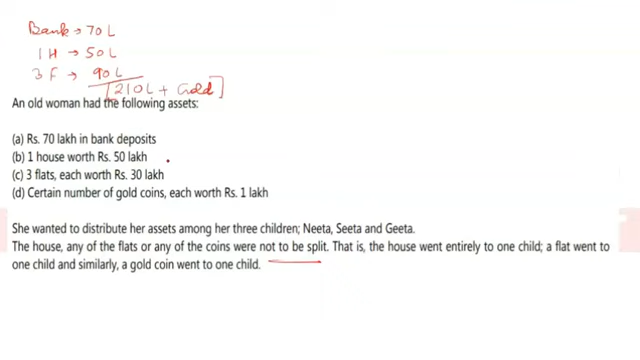 Bank → 70 L
1 H → 50 L
3 F → 90 L
[210L + Gold]
An old woman had the following assets:
(a) Rs. 70 lakh in bank deposits
(b) 1 house worth Rs. 50 lakh
(c) 3 flats, each worth Rs. 30 lakh
(d) Certain number of gold coins, each worth Rs. 1 lakh
She wanted to distribute her assets among her three children; Neeta, Seeta and Geeta.
The house, any of the flats or any of the coins were not to be split. That is, the house went entirely to one child; a flat went to
one child and similarly, a gold coin went to one child.